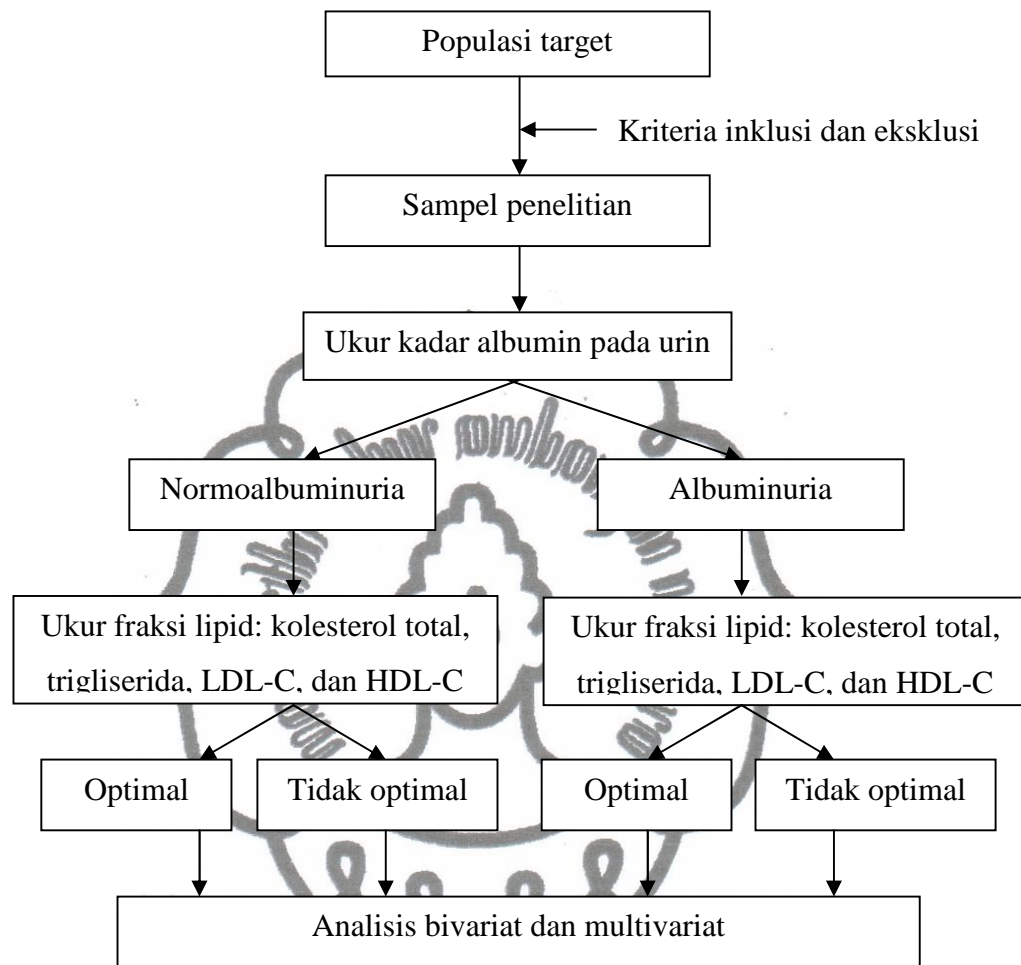 Populasi target
Kriteria inklusi dan eksklusi
Sampel penelitian
Ukur kadar albumin pada urin
Normoalbuminuria
Albuminuria
Ukur fraksi lipid: kolesterol total,
trigliserida, LDL-C, dan HDL-C
Ukur fraksi lipid: kolesterol total,
trigliserida, LDL-C, dan HDL-C
Optimal
Tidak optimal
Optimal
Tidak optimal
Analisis bivariat dan multivariat